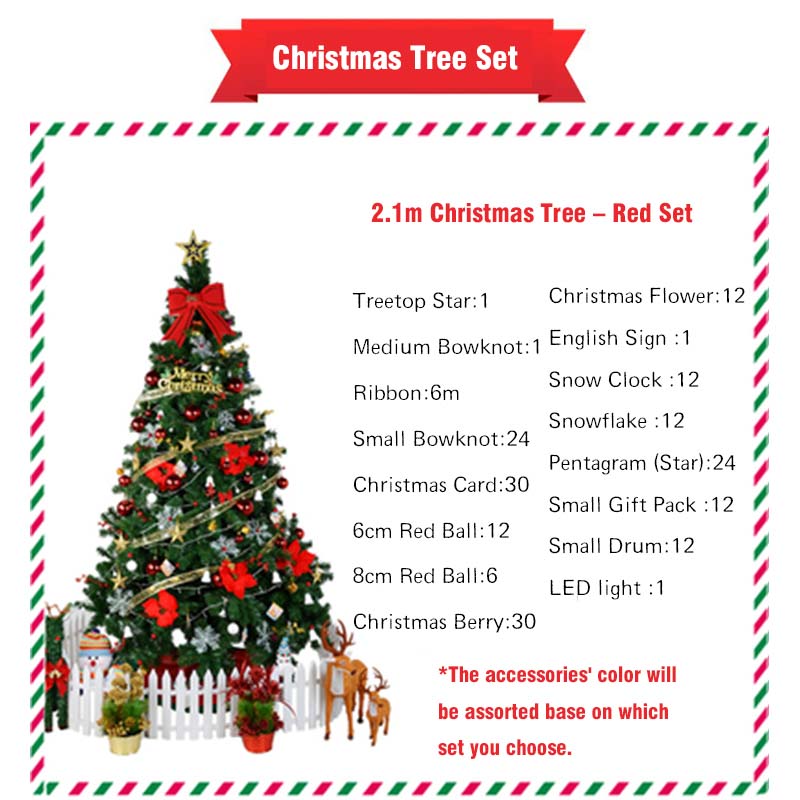 Christmas Tree Set
2.1m Christmas Tree – Red Set
Treetop Star:1
Medium Bowknot:1
Ribbon:6m
Small Bowknot:24
Christmas Card:30
6cm Red Ball:12
8cm Red Ball:6
Christmas Berry:30
Christmas Flower:12
English Sign :1
Snow Clock :12
Snowflake :12
Pentagram (Star):24
Small Gift Pack :12
Small Drum:12
LED light :1
*The accessories' color will
be assorted base on which
set you choose.
Merry
Christmas